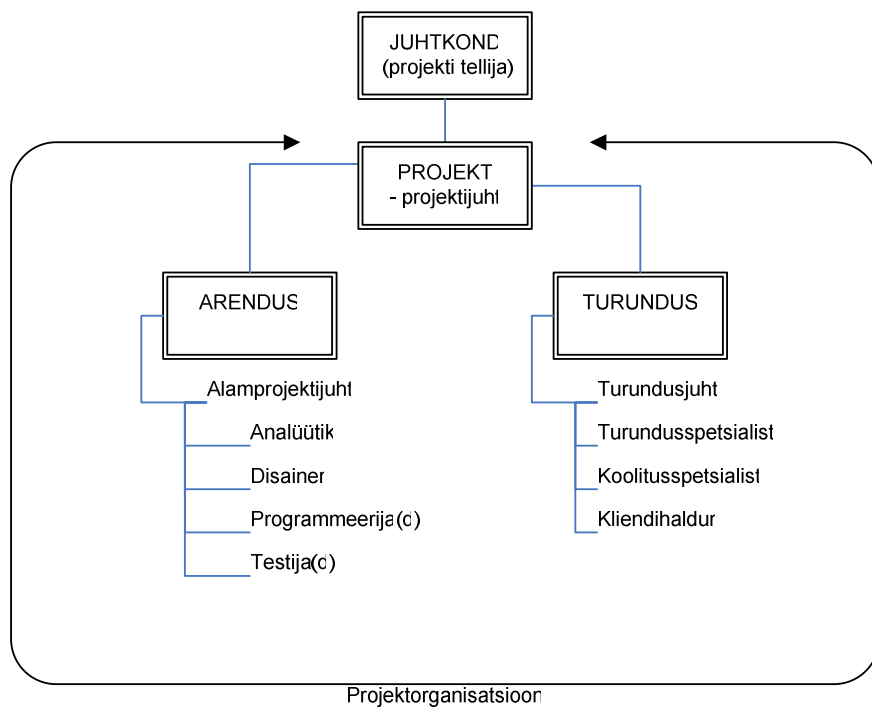 JUHTKOND
(projekti tellija)
PROJEKT
- projektijuht
ARENDUS
TURUNDUS
Alamprojektijuht
Analüütik
Disainer
Programmeerija(d)
Testija(d)
Turundusjuht
Turundusspetsialist
Koolitusspetsialist
Kliendihaldur
Projektorganisatsioon